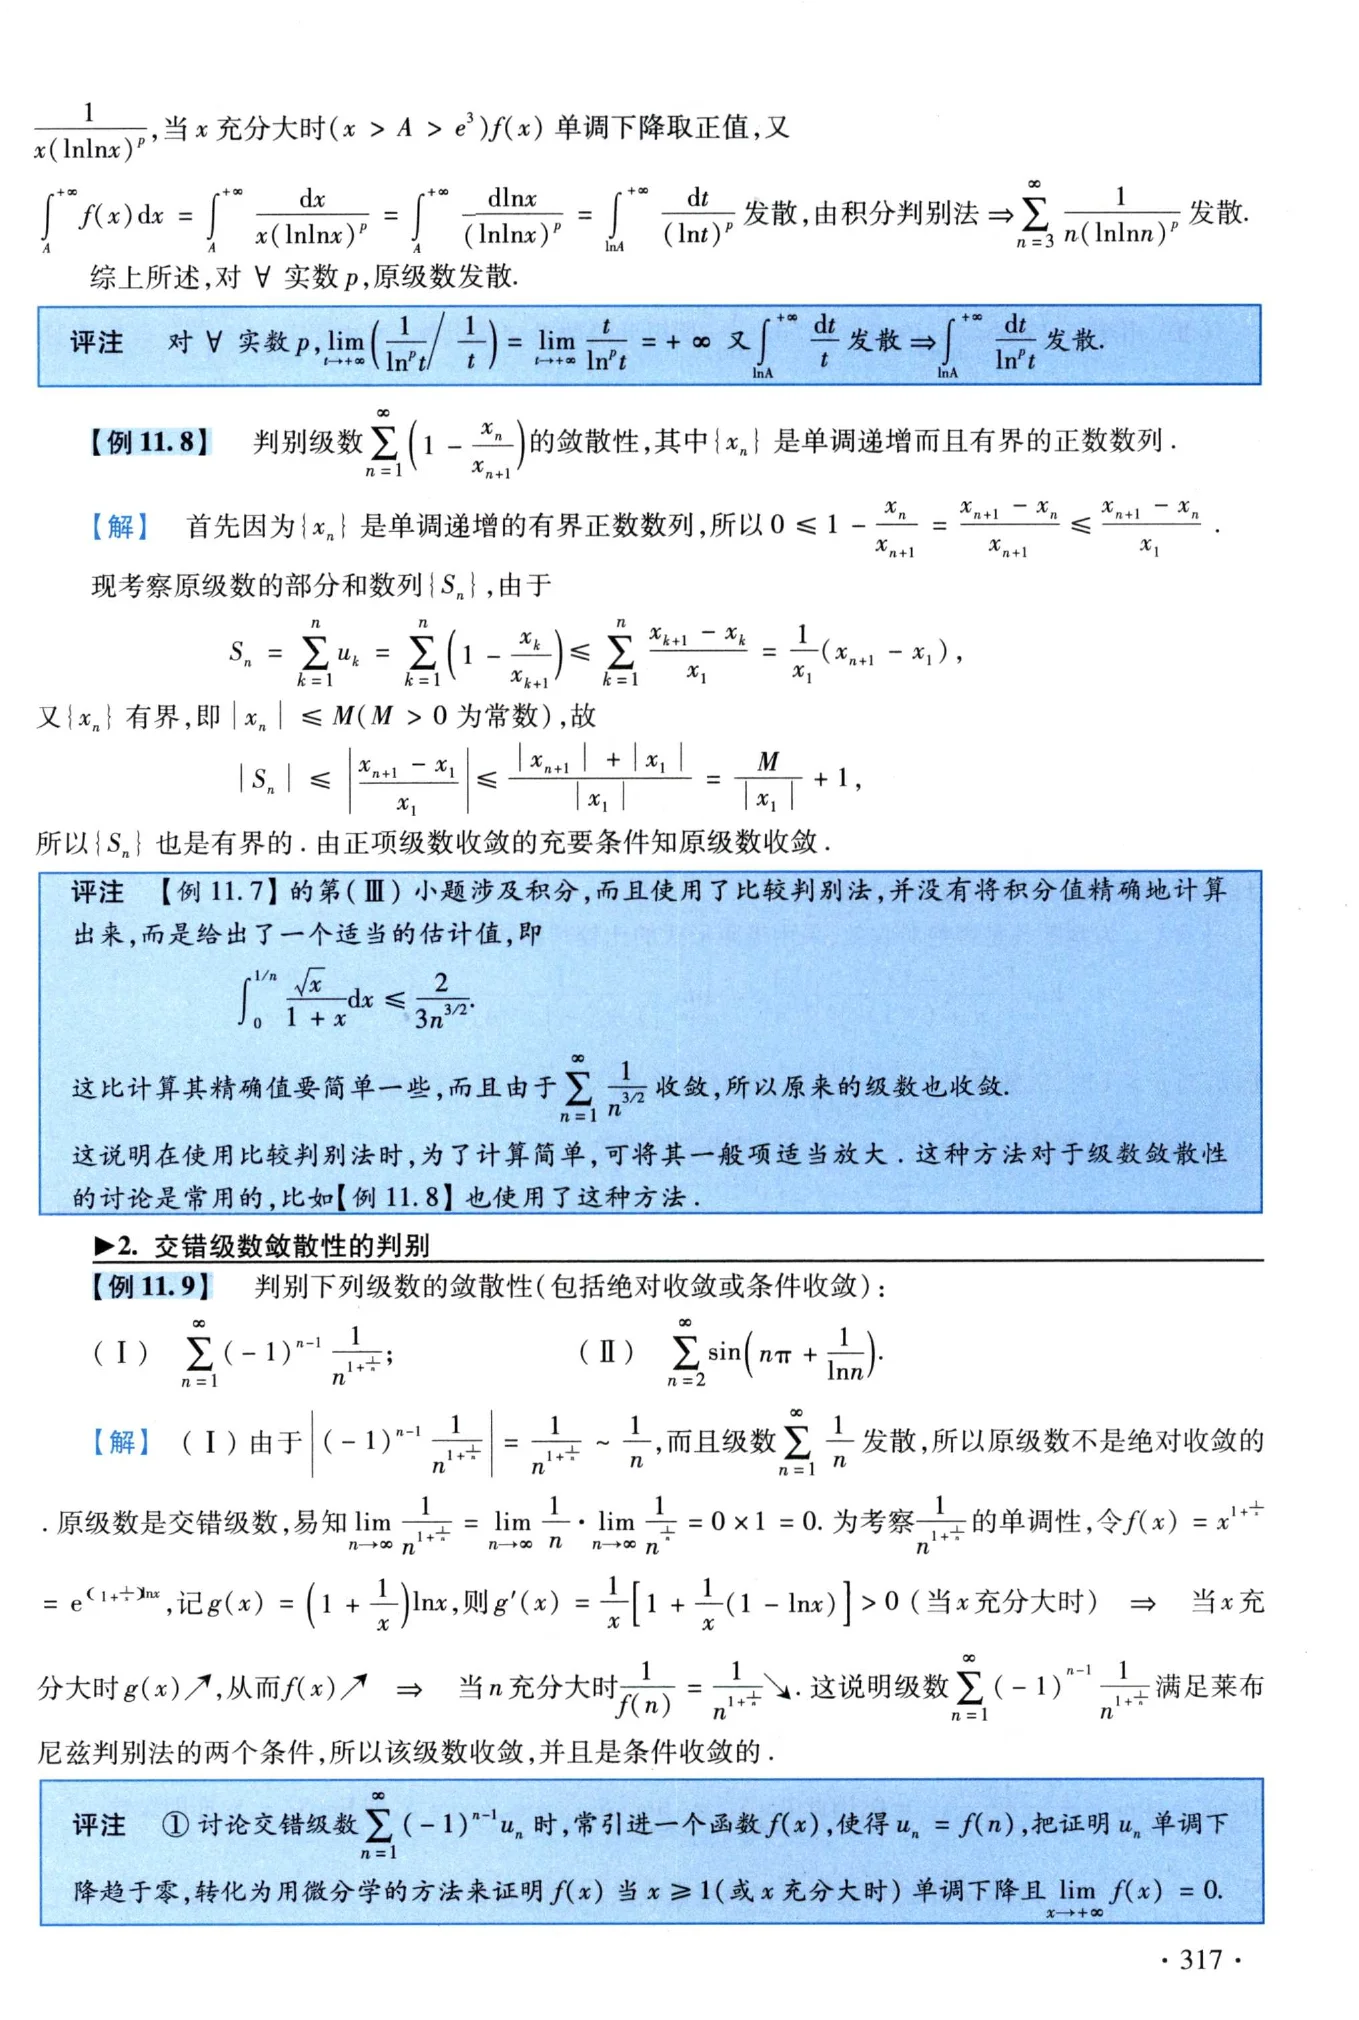 $\frac{1}{x(\ln\ln x)^p}$,当 x 充分大时(x > A > e³)f(x) 单调下降取正值,又
$\int_A^{+\infty} f(x)dx = \int_A^{+\infty} \frac{dx}{x(\ln\ln x)^p} = \int_A^{+\infty} \frac{d\ln x}{(\ln\ln x)^p} = \int_{\ln A}^{+\infty} \frac{dt}{(\ln t)^p}$ 发散,由积分判别法 ⇒ $\sum_{n=3}^{\infty} \frac{1}{n(\ln\ln n)^p}$ 发散.
综上所述,对 ∀ 实数 p,原级数发散.
评注 对 ∀ 实数 p, $\lim_{t\to+\infty}\left(\frac{1}{\ln^p t}\Big/\frac{1}{t}\right) = \lim_{t\to+\infty}\frac{t}{\ln^p t} = +\infty$ 又 $\int_{\ln A}^{+\infty}\frac{dt}{t}$ 发散 ⇒ $\int_{\ln A}^{+\infty}\frac{dt}{\ln^p t}$ 发散.
【例 11.8】 判别级数 $\sum_{n=1}^{\infty}\left(1 - \frac{x_n}{x_{n+1}}\right)$ 的敛散性,其中{$x_n$} 是单调递增而且有界的正数数列.
【解】 首先因为{$x_n$} 是单调递增的有界正数数列,所以 $0 \leq 1 - \frac{x_n}{x_{n+1}} = \frac{x_{n+1} - x_n}{x_{n+1}} \leq \frac{x_{n+1} - x_n}{x_1}$ .
现考察原级数的部分和数列{$S_n$},由于
$S_n = \sum_{k=1}^{n} u_k = \sum_{k=1}^{n}\left(1 - \frac{x_k}{x_{k+1}}\right) \leq \sum_{k=1}^{n}\frac{x_{k+1} - x_k}{x_1} = \frac{1}{x_1}(x_{n+1} - x_1)$,
又{$x_n$} 有界,即 $|x_n| \leq M$(M > 0 为常数),故
$|S_n| \leq \left|\frac{x_{n+1} - x_1}{x_1}\right| \leq \frac{|x_{n+1}| + |x_1|}{|x_1|} = \frac{M}{|x_1|} + 1$,
所以{$S_n$} 也是有界的.由正项级数收敛的充要条件知原级数收敛.
评注 【例 11.7】的第(Ⅲ)小题涉及积分,而且使用了比较判别法,并没有将积分值精确地计算
出来,而是给出了一个适当的估计值,即
$\int_0^{1/n}\frac{\sqrt{x}}{1+x}dx \leq \frac{2}{3n^{3/2}}$.
这比计算其精确值要简单一些,而且由于 $\sum_{n=1}^{\infty}\frac{1}{n^{3/2}}$ 收敛,所以原来的级数也收敛.
这说明在使用比较判别法时,为了计算简单,可将其一般项适当放大.这种方法对于级数敛散性
的讨论是常用的,比如【例 11.8】也使用了这种方法.
▶2. 交错级数敛散性的判别
【例 11.9】 判别下列级数的敛散性(包括绝对收敛或条件收敛):
(Ⅰ) $\sum_{n=1}^{\infty}(-1)^{n-1}\frac{1}{n^{1+\frac{1}{n}}}$; (Ⅱ) $\sum_{n=2}^{\infty}\sin\left(n\pi + \frac{1}{\ln n}\right)$.
【解】 (Ⅰ)由于 $\left|(-1)^{n-1}\frac{1}{n^{1+\frac{1}{n}}}\right| = \frac{1}{n^{1+\frac{1}{n}}} \sim \frac{1}{n}$,而且级数 $\sum_{n=1}^{\infty}\frac{1}{n}$ 发散,所以原级数不是绝对收敛的
.原级数是交错级数,易知 $\lim_{n\to\infty}\frac{1}{n^{1+\frac{1}{n}}} = \lim_{n\to\infty}\frac{1}{n} \cdot \lim_{n\to\infty}\frac{1}{n^{\frac{1}{n}}} = 0 \times 1 = 0$. 为考察 $\frac{1}{n^{1+\frac{1}{n}}}$ 的单调性,令 $f(x) = x^{1+\frac{1}{x}}$
$= e^{(1+\frac{1}{x})\ln x}$,记 $g(x) = \left(1 + \frac{1}{x}\right)\ln x$,则 $g'(x) = \frac{1}{x}\left[1 + \frac{1}{x}(1 - \ln x)\right] > 0$ (当 x 充分大时) ⇒ 当 x 充
分大时 g(x)↗,从而 f(x)↗ ⇒ 当 n 充分大时 $\frac{1}{f(n)} = \frac{1}{n^{1+\frac{1}{n}}}$↘. 这说明级数 $\sum_{n=1}^{\infty}(-1)^{n-1}\frac{1}{n^{1+\frac{1}{n}}}$ 满足莱布
尼兹判别法的两个条件,所以该级数收敛,并且是条件收敛的.
评注 ① 讨论交错级数 $\sum_{n=1}^{\infty}(-1)^{n-1}u_n$ 时,常引进一个函数 f(x),使得 $u_n = f(n)$,把证明 $u_n$ 单调下
降趋于零,转化为用微分学的方法来证明 f(x) 当 x ≥ 1(或 x 充分大时) 单调下降且 $\lim_{x\to+\infty} f(x) = 0$.
· 317 ·